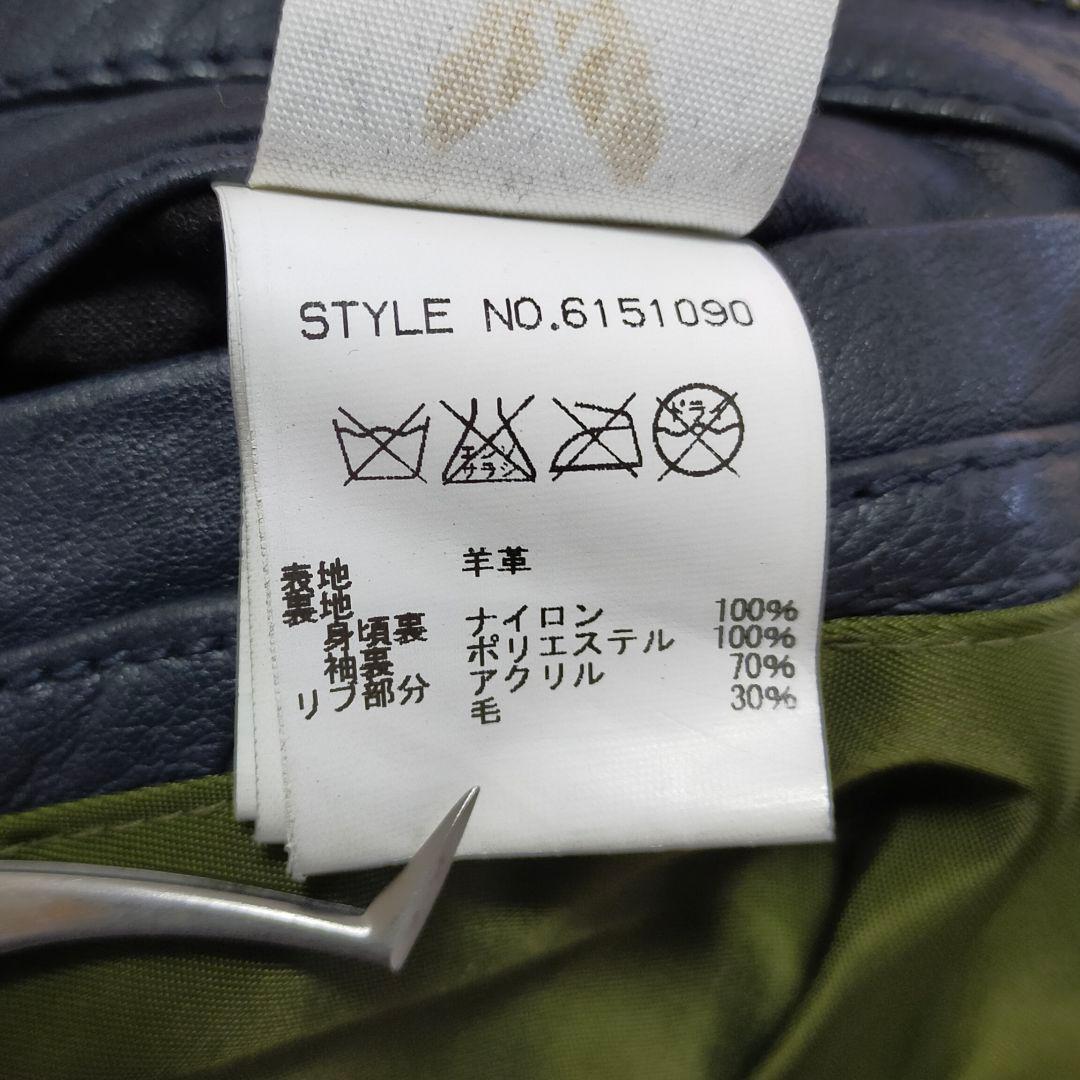 STYLE NO.6151090
エンソ
サラシ
ドライ
表地 羊革
裏地
身頃裏 ナイロン 100%
袖裏 ポリエステル 100%
リブ部分 アクリル 70%
毛 30%